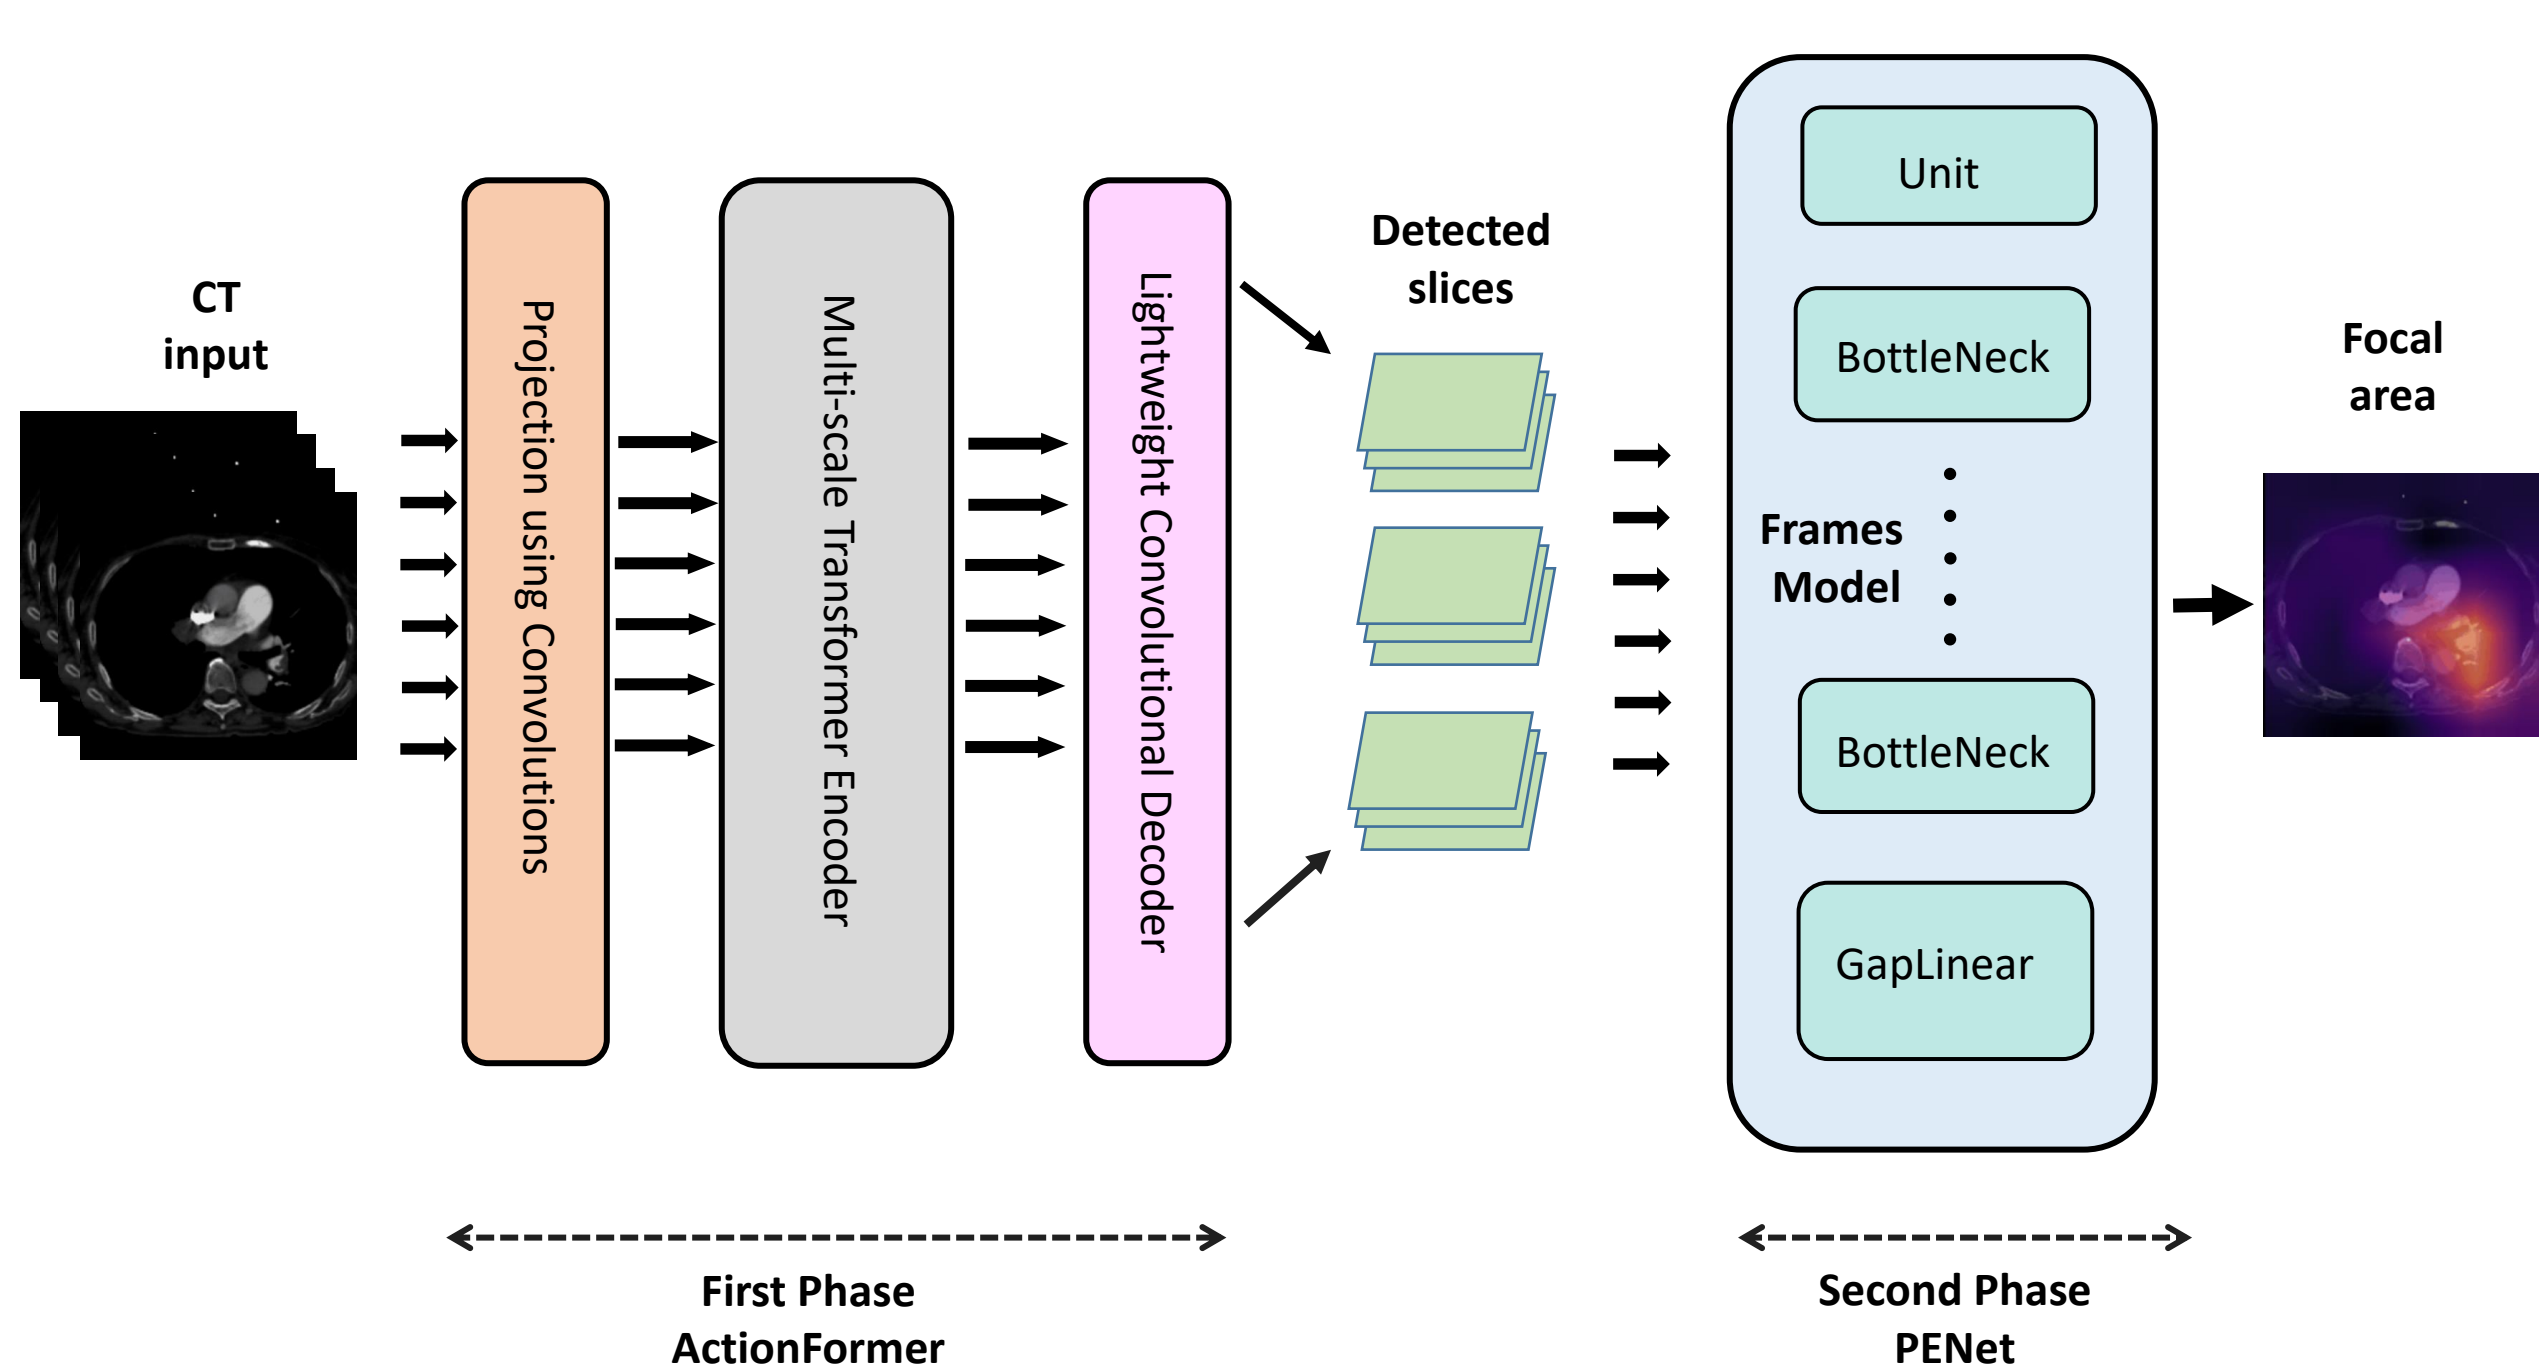 CT
input
Projection using Convolutions
Multi-scale Transformer Encoder
Lightweight Convolutional Decoder
Detected
slices
Unit
BottleNeck
Frames
Model
BottleNeck
GapLinear
Focal
area
First Phase
ActionFormer
Second Phase
PENet